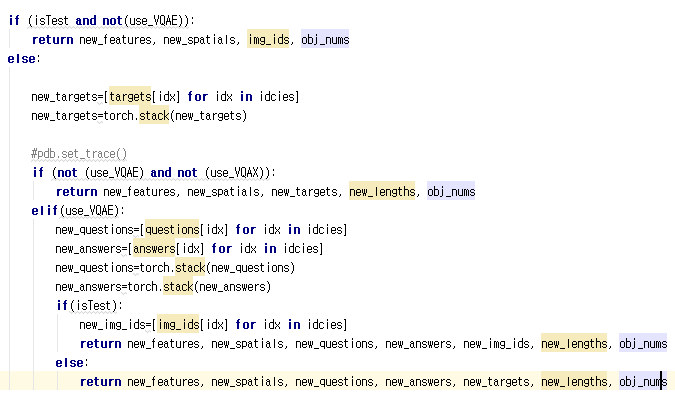 if (isTest and not(use_VQAE)):
    return new_features, new_spatials, img_ids, obj_nums
else:
    new_targets=[targets[idx] for idx in idcies]
    new_targets=torch.stack(new_targets)
    #pdb.set_trace()
    if (not (use_VQAE) and not (use_VQAX)):
        return new_features, new_spatials, new_targets, new_lengths, obj_nums
    elif(use_VQAE):
        new_questions=[questions[idx] for idx in idcies]
        new_answers=[answers[idx] for idx in idcies]
        new_questions=torch.stack(new_questions)
        new_answers=torch.stack(new_answers)
        if(isTest):
            new_img_ids=[img_ids[idx] for idx in idcies]
            return new_features, new_spatials, new_questions, new_answers, new_img_ids, new_lengths, obj_nums
        else:
            return new_features, new_spatials, new_questions, new_answers, new_targets, new_lengths, obj_nums